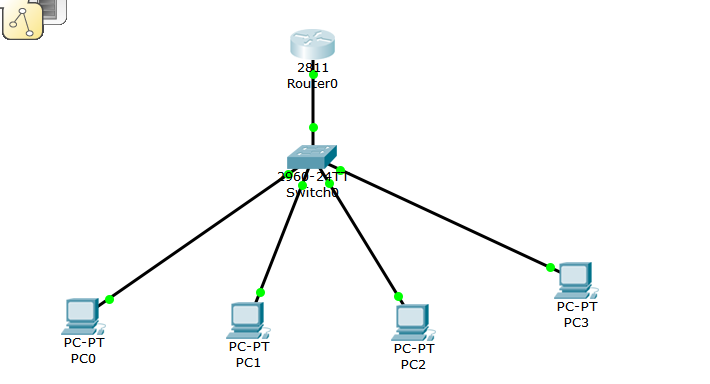 2811
Router0
2960-24TT
Switch0
PC-PT
PC0
PC-PT
PC1
PC-PT
PC2
PC-PT
PC3